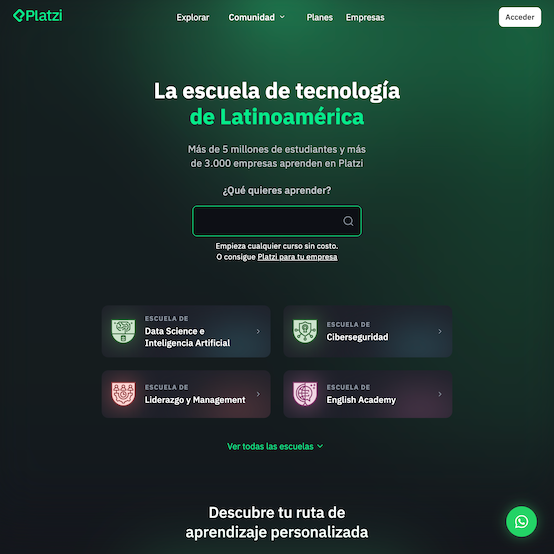 Platzi
Explorar
Comunidad
Planes
Empresas
Acceder
La escuela de tecnología
de Latinoamérica
Más de 5 millones de estudiantes y más
de 3.000 empresas aprenden en Platzi
¿Qué quieres aprender?
Empieza cualquier curso sin costo.
O consigue Platzi para tu empresa
ESCUELA DE
Data Science e
Inteligencia Artificial
ESCUELA DE
Ciberseguridad
ESCUELA DE
Liderazgo y Management
ESCUELA DE
English Academy
Ver todas las escuelas
Descubre tu ruta de
aprendizaje personalizada